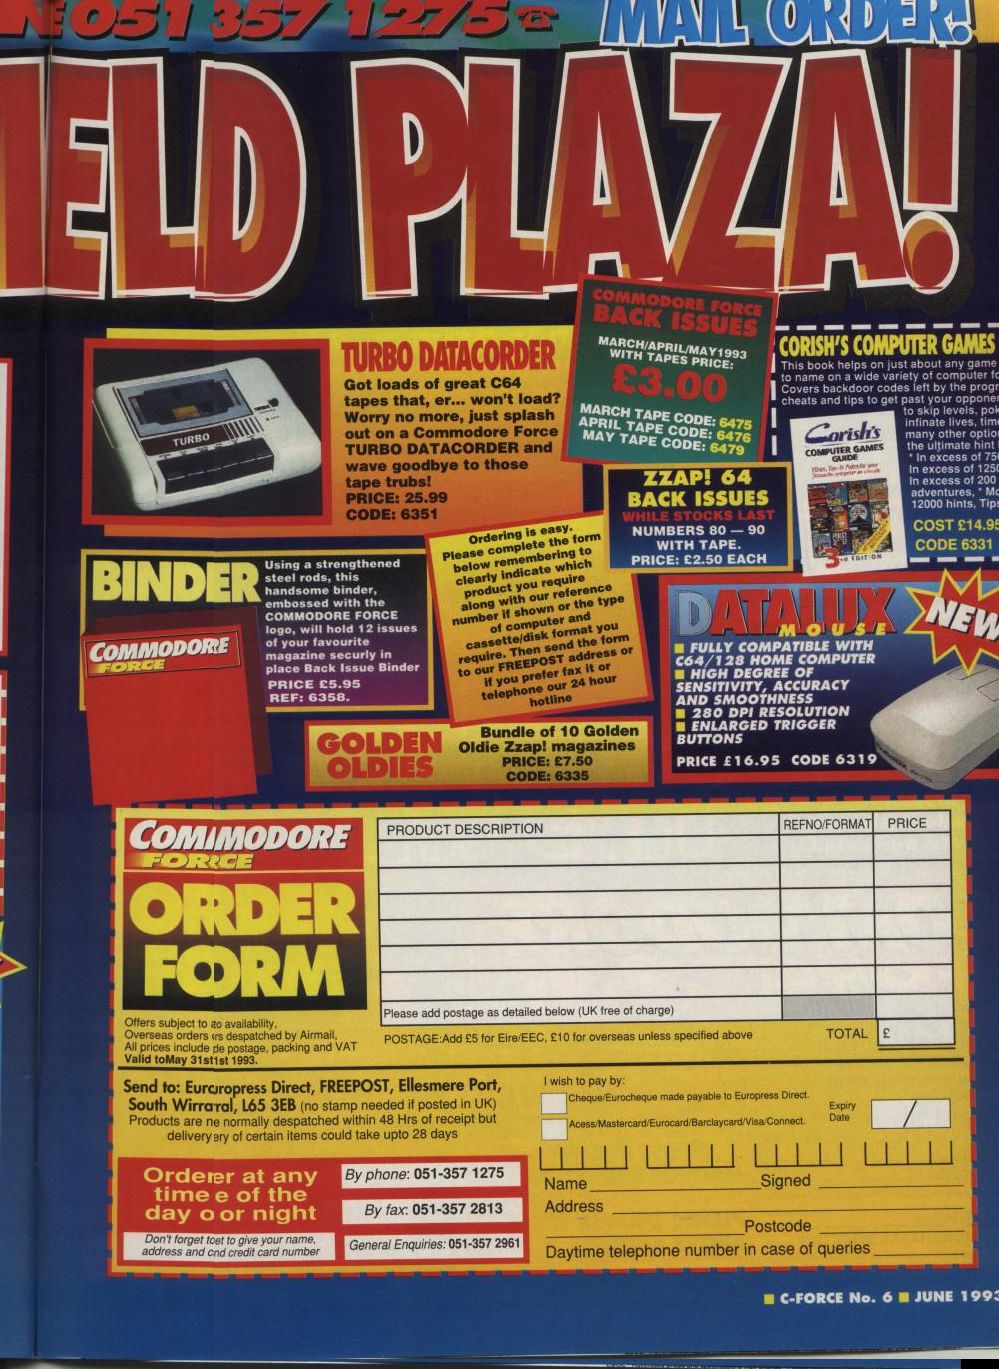 NE 051 357 1275
MAIL ORDER!
ELD PLAZA!
TURBO DATACORDER
Got loads of great C64
tapes that, er... won't load?
Worry no more, just splash
out on a Commodore Force
TURBO DATACORDER and
wave goodbye to those
tape trubs!
PRICE: 25.99
CODE: 6351
TURBO
COMMODORE FORCE
BACK ISSUES
MARCH/APRIL/MAY1993
WITH TAPES PRICE:
£3.00
MARCH TAPE CODE: 6475
APRIL TAPE CODE: 6476
MAY TAPE CODE: 6479
CORISH'S COMPUTER GAMES
This book helps on just about any game
to name on a wide variety of computer fo
Covers backdoor codes left by the progr
cheats and tips to get past your opponen
to skip levels, pok
infinate lives, time
many other optio
the ultimate hint
* In excess of 750
In excess of 1250
In excess of 200
adventures, * Mo
12000 hints, Tips
COST £14.95
CODE 6331
Corish's
COMPUTER GAMES
GUIDE
3rd EDITION
ZZAP! 64
BACK ISSUES
WHILE STOCKS LAST
NUMBERS 80 — 90
WITH TAPE.
PRICE: £2.50 EACH
BINDER
Using a strengthened
steel rods, this
handsome binder,
embossed with the
COMMODORE FORCE
logo, will hold 12 issues
of your favourite
magazine securly in
place Back Issue Binder
PRICE £5.95
REF: 6358.
COMMODORE
FORCE
Ordering is easy.
Please complete the form
below remembering to
clearly indicate which
product you require
along with our reference
number if shown or the type
of computer and
cassette/disk format you
require. Then send the form
to our FREEPOST address or
if you prefer fax it or
telephone our 24 hour
hotline
DATALUX
MOUSE
NEW
FULLY COMPATIBLE WITH
C64/128 HOME COMPUTER
HIGH DEGREE OF
SENSITIVITY, ACCURACY
AND SMOOTHNESS
280 DPI RESOLUTION
ENLARGED TRIGGER
BUTTONS
PRICE £16.95 CODE 6319
GOLDEN
OLDIES
Bundle of 10 Golden
Oldie Zzap! magazines
PRICE: £7.50
CODE: 6335
COMMODORE
FORCE
ORDER
FORM
PRODUCT DESCRIPTION REFNO/FORMAT PRICE
Please add postage as detailed below (UK free of charge)
POSTAGE:Add £5 for Eire/EEC, £10 for overseas unless specified above TOTAL £
Offers subject to availability,
Overseas orders despatched by Airmail,
All prices include postage, packing and VAT
Valid to May 31st 1993.
Send to: Europress Direct, FREEPOST, Ellesmere Port,
South Wirral, L65 3EB (no stamp needed if posted in UK)
Products are normally despatched within 48 Hrs of receipt but
delivery of certain items could take upto 28 days
Order at any
time of the
day or night
Don't forget to give your name,
address and credit card number
By phone: 051-357 1275
By fax: 051-357 2813
General Enquiries: 051-357 2961
I wish to pay by:
Cheque/Eurocheque made payable to Europress Direct.
Acess/Mastercard/Eurocard/Barclaycard/Visa/Connect.
Expiry
Date /
Name Signed
Address
Postcode
Daytime telephone number in case of queries
C-FORCE No. 6 JUNE 1993